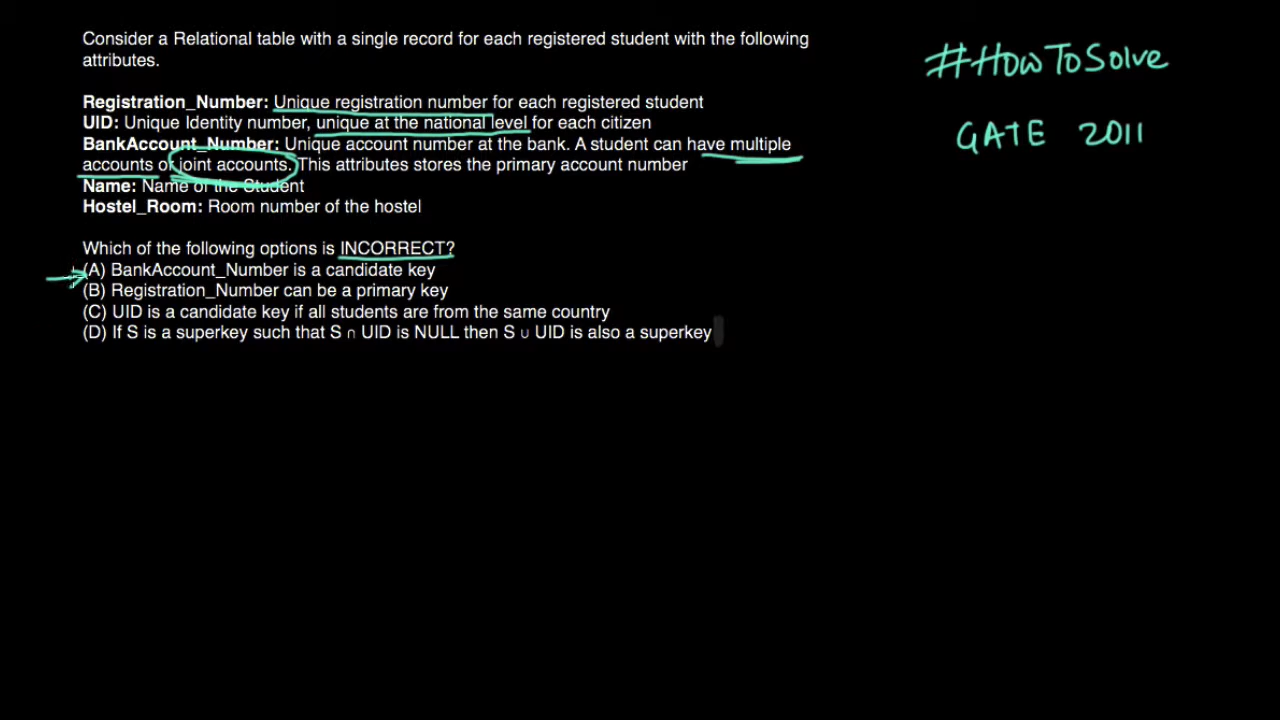 Consider a Relational table with a single record for each registered student with the following
attributes.
Registration_Number: Unique registration number for each registered student
UID: Unique Identity number, unique at the national level for each citizen
BankAccount_Number: Unique account number at the bank. A student can have multiple
accounts or joint accounts. This attributes stores the primary account number
Name: Name of the Student
Hostel_Room: Room number of the hostel
Which of the following options is INCORRECT?
(A) BankAccount_Number is a candidate key
(B) Registration_Number can be a primary key
(C) UID is a candidate key if all students are from the same country
(D) If S is a superkey such that S ∩ UID is NULL then S ∪ UID is also a superkey
#HowToSolve
GATE 2011